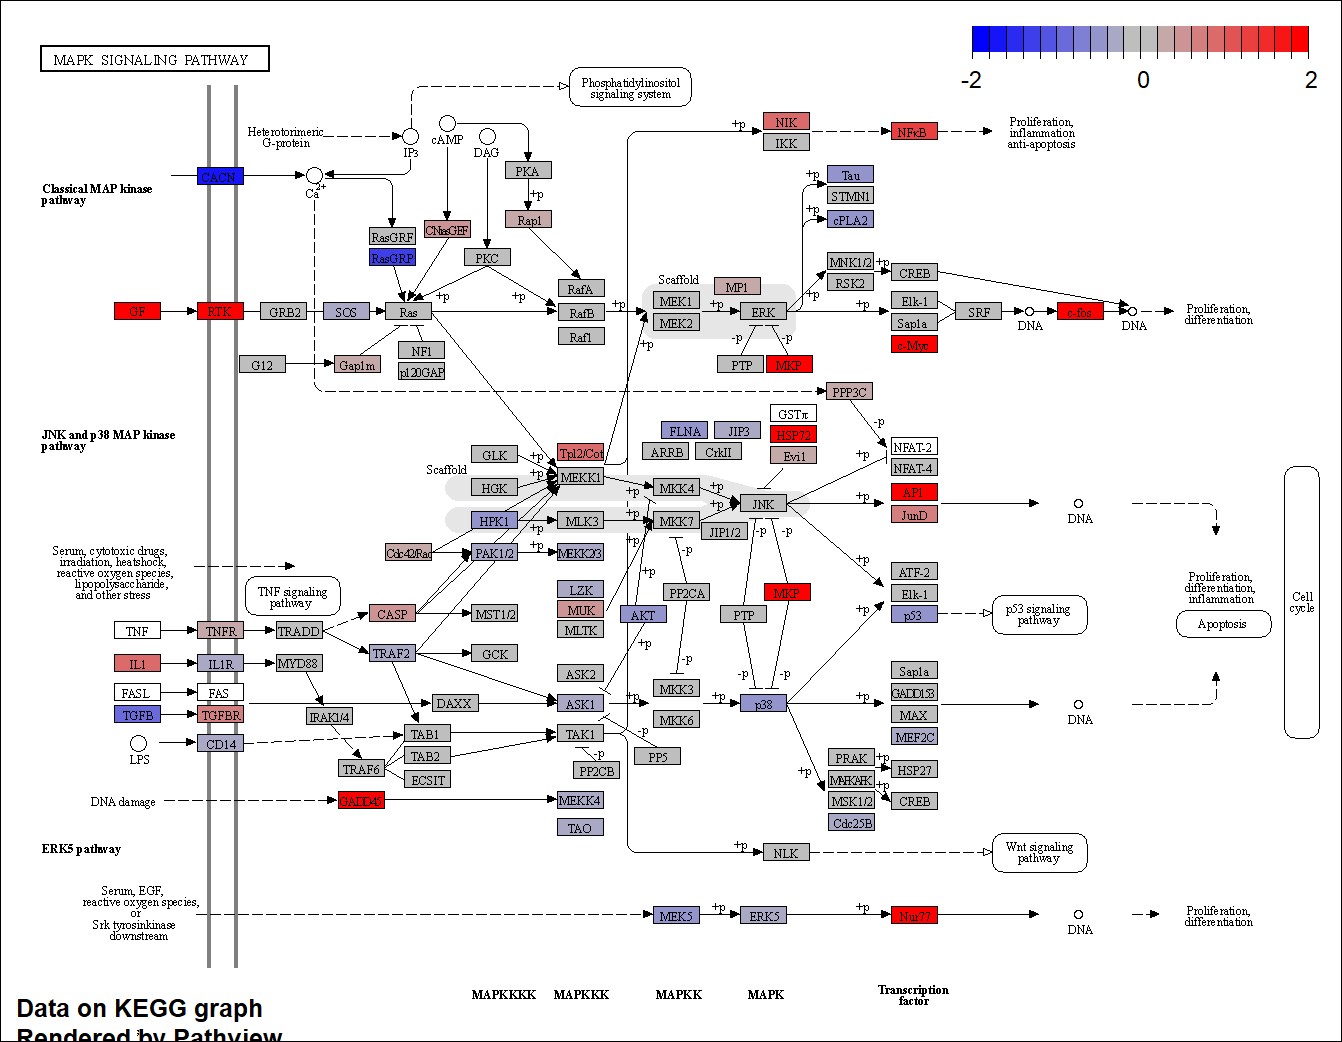 MAPK SIGNALING PATHWAY
-2 0 2
Phosphatidylinositol
signaling system
Heterotorimeric
G-protein
IP3
cAMP
DAG
+p
NIK
IKK
NFκB
Proliferation,
inflammation
anti-apoptosis
Classical MAP kinase
pathway
CACN
Ca2+
PKA
+p
Rap1
Tau
STMN1
cPLA2
+p
+p
RasGRF
RasGRP
CNasGEF
PKC
RafA
RafB
Raf1
Scaffold
MEK1
MEK2
MP1
ERK
MNK1/2
RSK2
+p
+p
CREB
GF
RTK
GRB2
SOS
Ras
+p
+p
+p
+p
+p
Elk-1
Sap1a
c-Myc
SRF
DNA
c-fos
DNA
Proliferation,
differentiation
G12
Gap1m
NF1
p120GAP
+p
-p
-p
PTP
MKP
PPP3C
-p
JNK and p38 MAP kinase
pathway
GSTπ
HSP72
Evi1
FLNA
JIP3
ARRB
CrkII
NFAT-2
NFAT-4
+p
Scaffold
GLK
HGK
HPK1
+p
+p
+p
Tpl2/Cot
MEKK1
MLK3
+p
+p
MKK4
MKK7
+p
+p
JNK
JIP1/2
+p
AP1
JunD
DNA
Cdc42/Rac
PAK1/2
+p
MEKK2/3
+p
-p
-p
-p
Serum, cytotoxic drugs,
irradiation, heatshock,
reactive oxygen species,
lipopolysaccharide,
and other stress
TNF signaling
pathway
LZK
MUK
MLTK
+p
PP2CA
MKP
PTP
AKT
+p
ATF-2
Elk-1
p53
+p
+p
p53 signaling
pathway
Proliferation,
differentiation,
inflammation
Apoptosis
Cell
cycle
CASP
MST1/2
TNF
TNFR
TRADD
TRAF2
GCK
IL1
IL1R
MYD88
ASK2
ASK1
+p
-p
MKK3
MKK6
+p
-p
-p
p38
+p
Sap1a
GADD153
MAX
MEF2C
DNA
FASL
FAS
TGFB
TGFBR
DAXX
IRAK1/4
LPS
CD14
TAB1
TAB2
ECSIT
TRAF6
TAK1
-p
-p
PP2CB
PP5
PRAK
MAPKAPK
MSK1/2
Cdc25B
+p
+p
+p
HSP27
CREB
DNA damage
GADD45
MEKK4
TAO
ERK5 pathway
+p
NLK
Wnt signaling
pathway
Serum, EGF,
reactive oxygen species,
or
Srk tyrosinkinase
downstream
MEK5
+p
ERK5
+p
Nur77
DNA
Proliferation,
differentiation
MAPKKKK MAPKKK MAPKK MAPK Transcription
factor
Data on KEGG graph
Rendered by Pathview